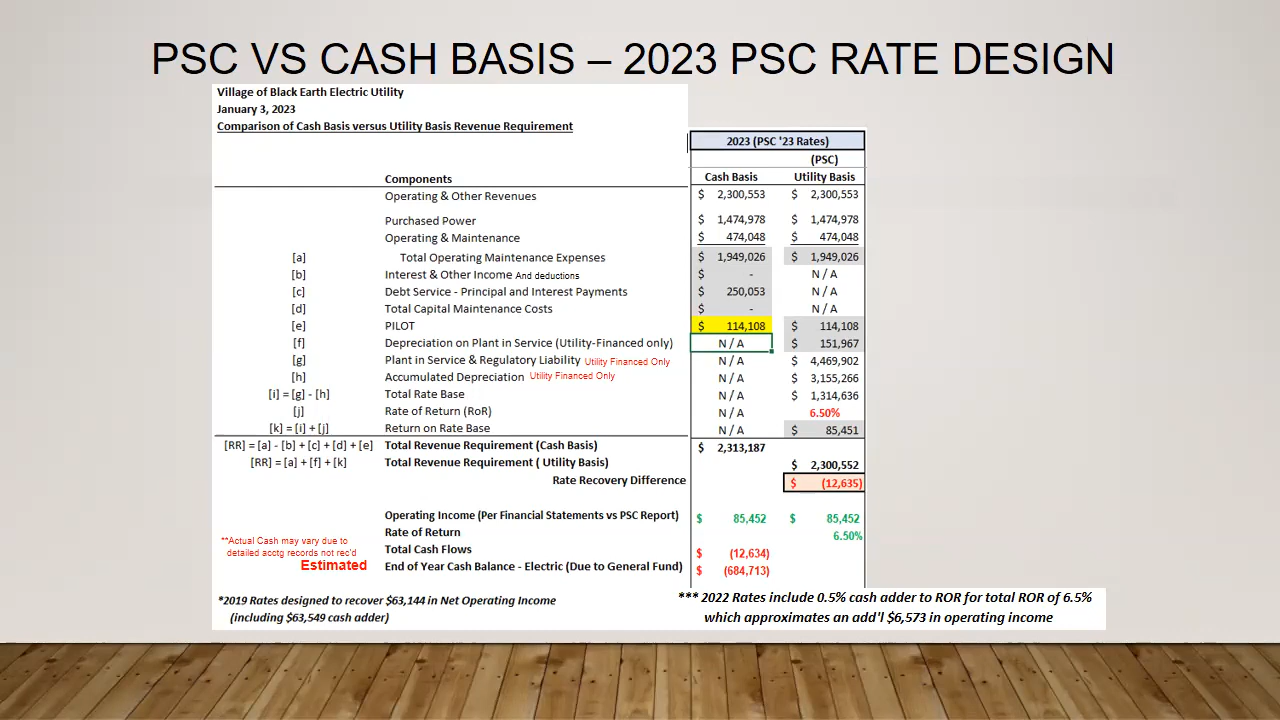 PSC VS CASH BASIS – 2023 PSC RATE DESIGN
Village of Black Earth Electric Utility
January 3, 2023
Comparison of Cash Basis versus Utility Basis Revenue Requirement
2023 (PSC '23 Rates)
(PSC)
Components Cash Basis Utility Basis
Operating & Other Revenues $ 2,300,553 $ 2,300,553
Purchased Power $ 1,474,978 $ 1,474,978
Operating & Maintenance $ 474,048 $ 474,048
[a] Total Operating Maintenance Expenses $ 1,949,026 $ 1,949,026
[b] Interest & Other Income And deductions $ - N / A
[c] Debt Service - Principal and Interest Payments $ 250,053 N / A
[d] Total Capital Maintenance Costs $ - N / A
[e] PILOT $ 114,108 $ 114,108
[f] Depreciation on Plant in Service (Utility-Financed only) N / A $ 151,967
[g] Plant in Service & Regulatory Liability Utility Financed Only N / A $ 4,469,902
[h] Accumulated Depreciation Utility Financed Only N / A $ 3,155,266
[i] = [g] - [h] Total Rate Base N / A $ 1,314,636
[j] Rate of Return (RoR) N / A 6.50%
[k] = [i] + [j] Return on Rate Base N / A $ 85,451
[RR] = [a] - [b] + [c] + [d] + [e] Total Revenue Requirement (Cash Basis) $ 2,313,187
[RR] = [a] + [f] + [k] Total Revenue Requirement ( Utility Basis) $ 2,300,552
Rate Recovery Difference $ (12,635)
Operating Income (Per Financial Statements vs PSC Report) $ 85,452 $ 85,452
Rate of Return 6.50%
**Actual Cash may vary due to
detailed acctg records not rec'd
Estimated
Total Cash Flows $ (12,634)
End of Year Cash Balance - Electric (Due to General Fund) $ (684,713)
*2019 Rates designed to recover $63,144 in Net Operating Income
(including $63,549 cash adder)
*** 2022 Rates include 0.5% cash adder to ROR for total ROR of 6.5%
which approximates an add'l $6,573 in operating income